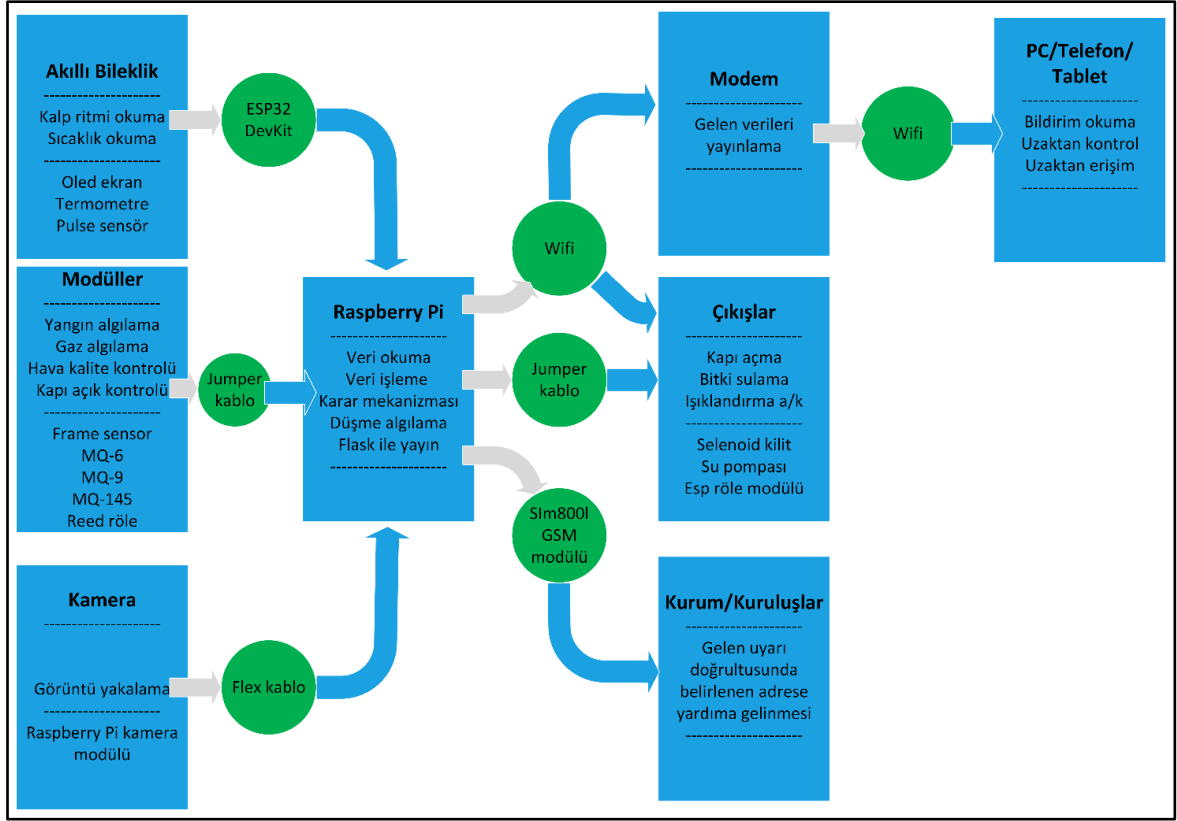 Akıllı Bileklik
---------------------
Kalp ritmi okuma
Sıcaklık okuma
---------------------
Oled ekran
Termometre
Pulse sensör
ESP32
DevKit
Modüller
---------------------
Yangın algılama
Gaz algılama
Hava kalite kontrolü
Kapı açık kontrolü
---------------------
Frame sensor
MQ-6
MQ-9
MQ-145
Reed röle
Jumper
kablo
Kamera
---------------------
Görüntü yakalama
---------------------
Raspberry Pi kamera
modülü
Flex kablo
Raspberry Pi
---------------------
Veri okuma
Veri işleme
Karar mekanizması
Düşme algılama
Flask ile yayın
---------------------
Wifi
Jumper
kablo
SIm800l
GSM
modülü
Modem
---------------------
Gelen verileri
yayınlama
---------------------
Wifi
PC/Telefon/
Tablet
---------------------
Bildirim okuma
Uzaktan kontrol
Uzaktan erişim
---------------------
Çıkışlar
---------------------
Kapı açma
Bitki sulama
Işıklandırma a/k
---------------------
Selenoid kilit
Su pompası
Esp röle modülü
Kurum/Kuruluşlar
---------------------
Gelen uyarı
doğrultusunda
belirlenen adrese
yardıma gelinmesi
---------------------